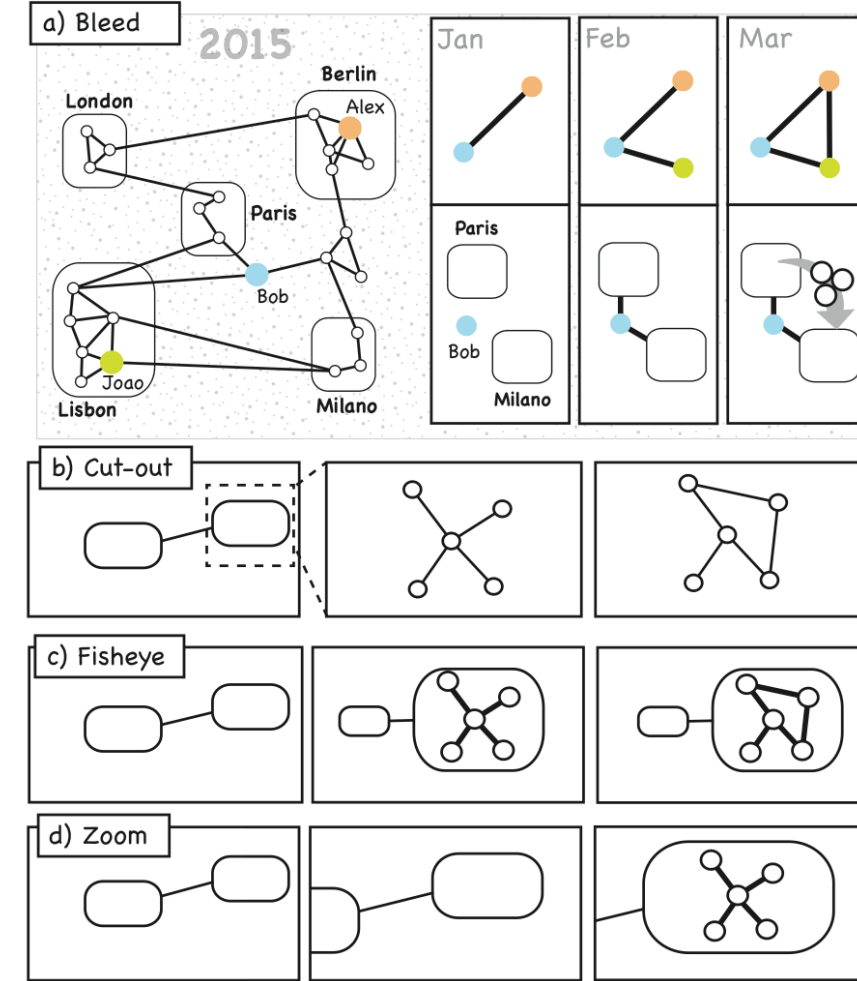 a) Bleed
2015
Jan
Feb
Mar
Berlin
London
Alex
Paris
Bob
Joao
Lisbon
Milano
Paris
Bob
Milano
b) Cut-out
c) Fisheye
d) Zoom